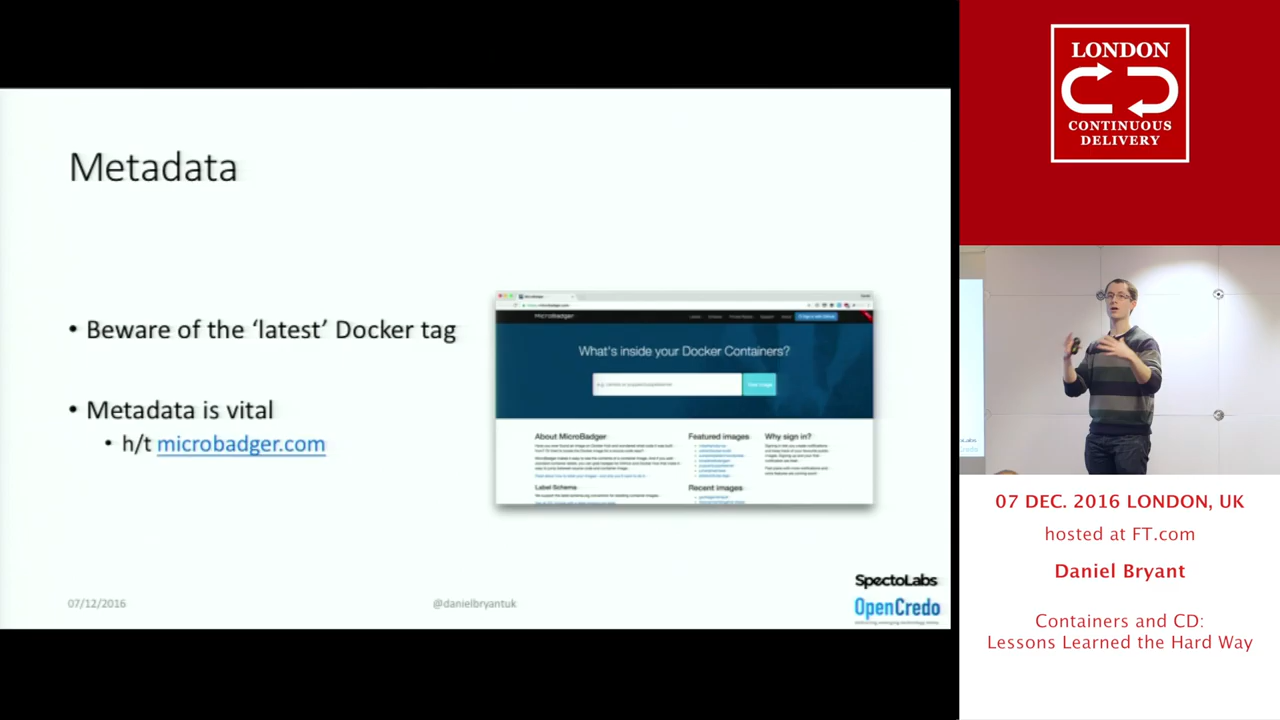 Metadata
• Beware of the ‘latest’ Docker tag
• Metadata is vital
• h/t microbadger.com
MICROBADGER
What's inside your Docker Containers?
About MicroBadger
Featured images
Why sign in?
Label Schema
Recent images
07/12/2016
@danielbryantuk
SpectoLabs
OpenCredo
LONDON
CONTINUOUS
DELIVERY
07 DEC. 2016 LONDON, UK
hosted at FT.com
Daniel Bryant
Containers and CD:
Lessons Learned the Hard Way